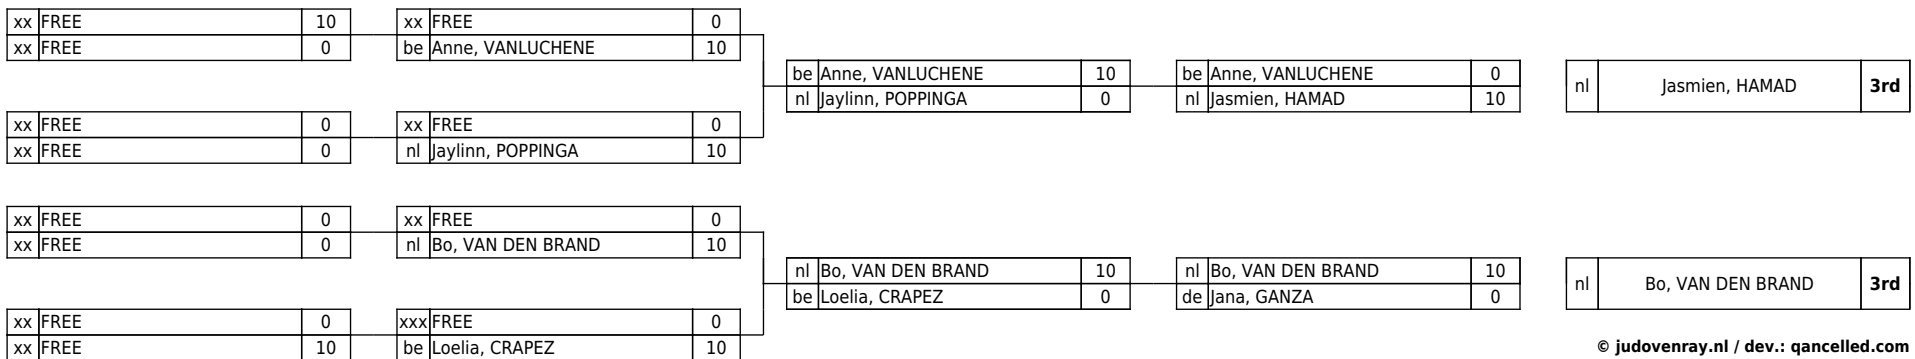 xx FREE 10 xx FREE 0
xx FREE 0 be Anne, VANLUCHENE 10
be Anne, VANLUCHENE 10 be Anne, VANLUCHENE 0
nl Jaylinn, POPPINGA 0 nl Jasmien, HAMAD 10
nl Jasmien, HAMAD 3rd
xx FREE 0 xx FREE 0
xx FREE 0 nl Jaylinn, POPPINGA 10
xx FREE 0 xx FREE 0
xx FREE 0 nl Bo, VAN DEN BRAND 10
nl Bo, VAN DEN BRAND 10 nl Bo, VAN DEN BRAND 10
be Loelia, CRAPEZ 0 de Jana, GANZA 0
nl Bo, VAN DEN BRAND 3rd
xx FREE 0 xxx FREE 0
xx FREE 10 be Loelia, CRAPEZ 10
© judovenray.nl / dev.: qancelled.com